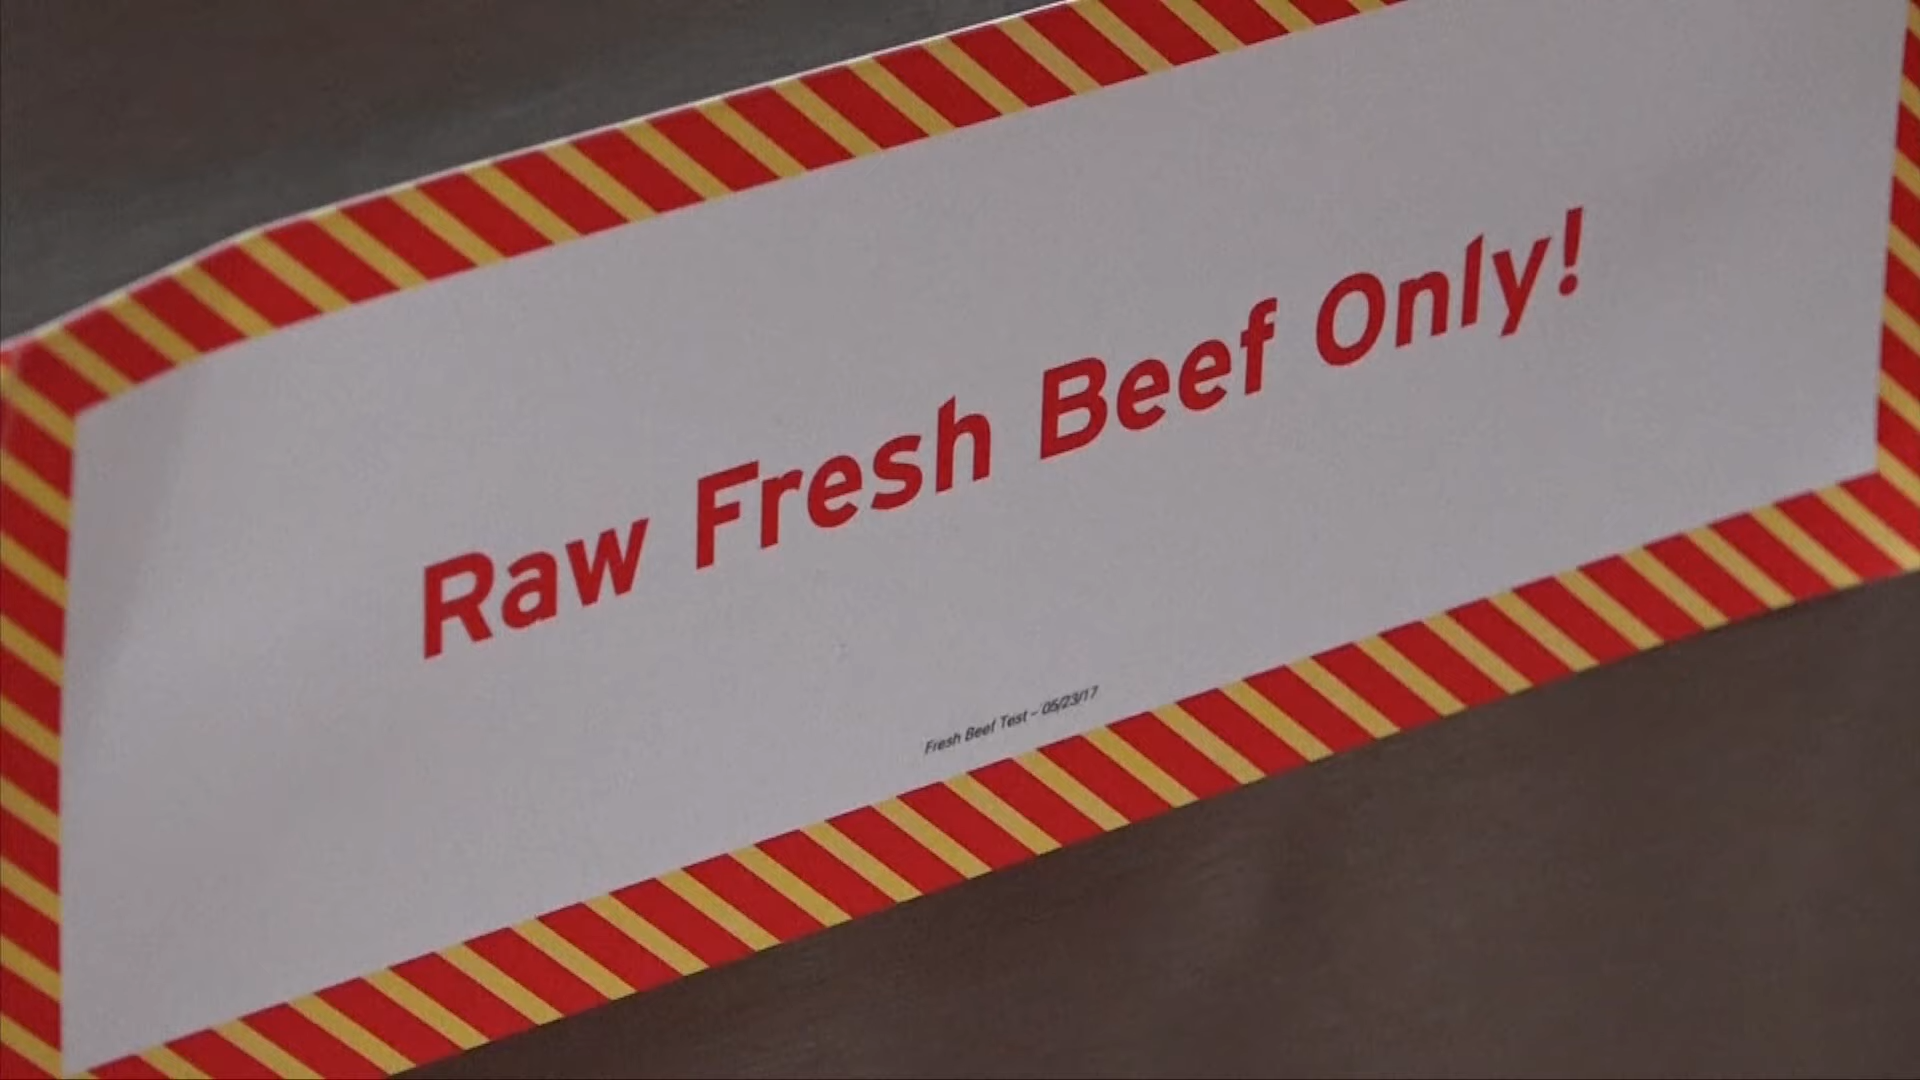 Raw Fresh Beef Only!
Fresh Beef Test – 05/23/17